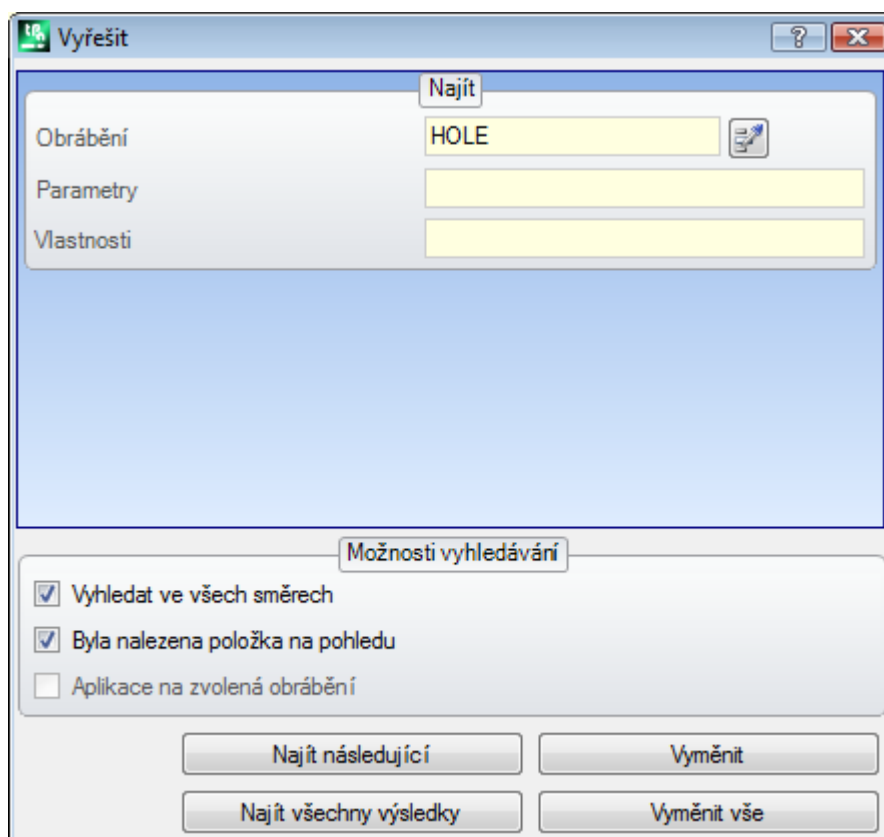 Vyřešit
Najít
Obrábění HOLE
Parametry
Vlastnosti
Možnosti vyhledávání
Vyhledat ve všech směrech
Byla nalezena položka na pohledu
Aplikace na zvolená obrábění
Najít následující Vyměnit
Najít všechny výsledky Vyměnit vše